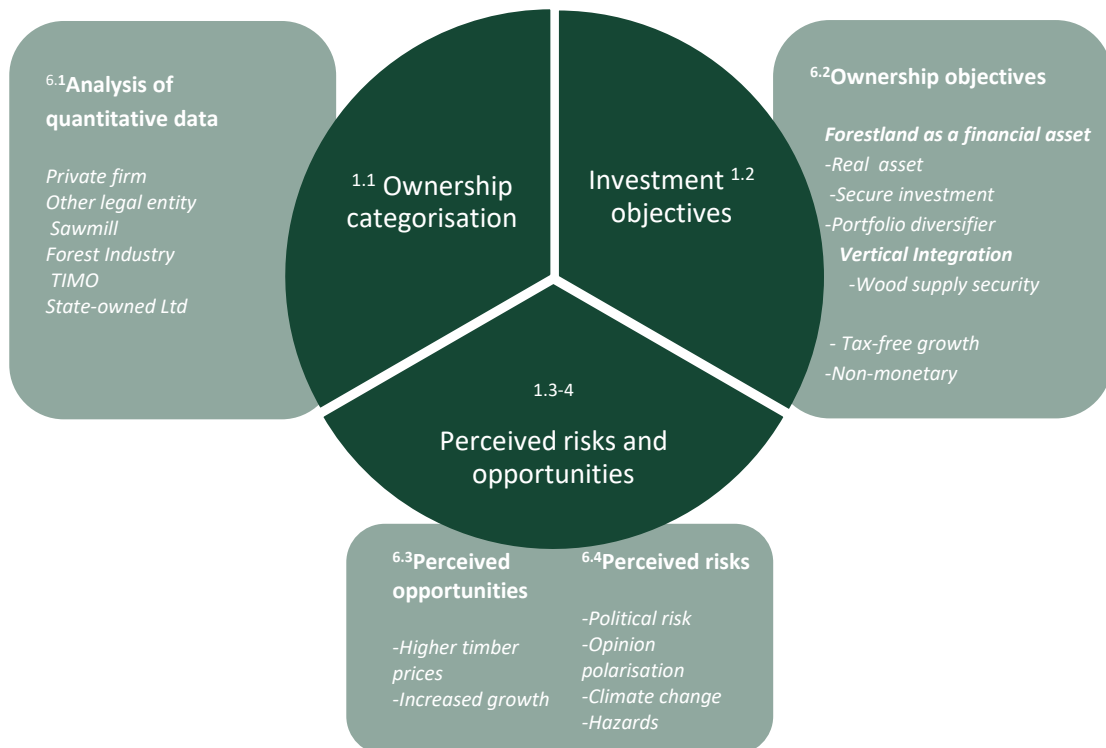 6.1Analysis of
quantitative data
Private firm
Other legal entity
Sawmill
Forest Industry
TIMO
State-owned Ltd
1.1 Ownership
categorisation
Investment 1.2
objectives
6.2Ownership objectives
Forestland as a financial asset
-Real asset
-Secure investment
-Portfolio diversifier
Vertical Integration
-Wood supply security
- Tax-free growth
-Non-monetary
1.3-4
Perceived risks and
opportunities
6.3Perceived
opportunities
-Higher timber
prices
-Increased growth
6.4Perceived risks
-Political risk
-Opinion
polarisation
-Climate change
-Hazards